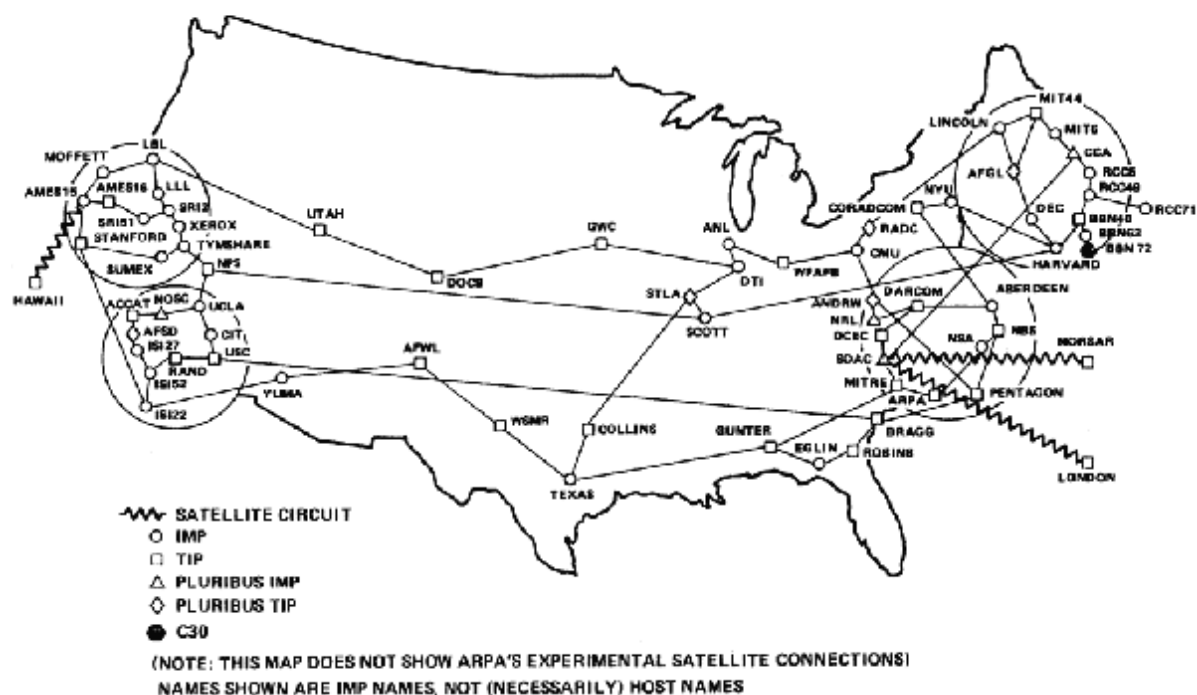 MIT44
LINCOLN
MIT6
CCA
MOFFETT
LBL
AFGL
RCC5
AMES15
AMES16
LLL
NYU
RCC49
SRI2
CORADCOM
DEC
RCC71
SRI51
XEROX
UTAH
RADC
BBN40
STANFORD
TYMSHARE
GWC
ANL
BBN63
CMU
BBN 72
SUMEX
NPS
WPAFB
HARVARD
DTI
HAWAII
DOCB
STLA
ABERDEEN
ACCAT
NOSC
ANDRW
DARCOM
UCLA
NRL
SCOTT
AFSD
CIT
DCEC
NSA
NBS
ISI27
AFWL
NORSAR
RAND
USC
SDAC
ISI52
MITRE
YUMA
ARPA
PENTAGON
ISI22
WSMR
COLLINS
GUNTER
BRAGG
EGLIN
ROBINS
TEXAS
LONDON
SATELLITE CIRCUIT
IMP
TIP
PLURIBUS IMP
PLURIBUS TIP
C30
(NOTE: THIS MAP DOES NOT SHOW ARPA'S EXPERIMENTAL SATELLITE CONNECTIONS)
NAMES SHOWN ARE IMP NAMES, NOT (NECESSARILY) HOST NAMES